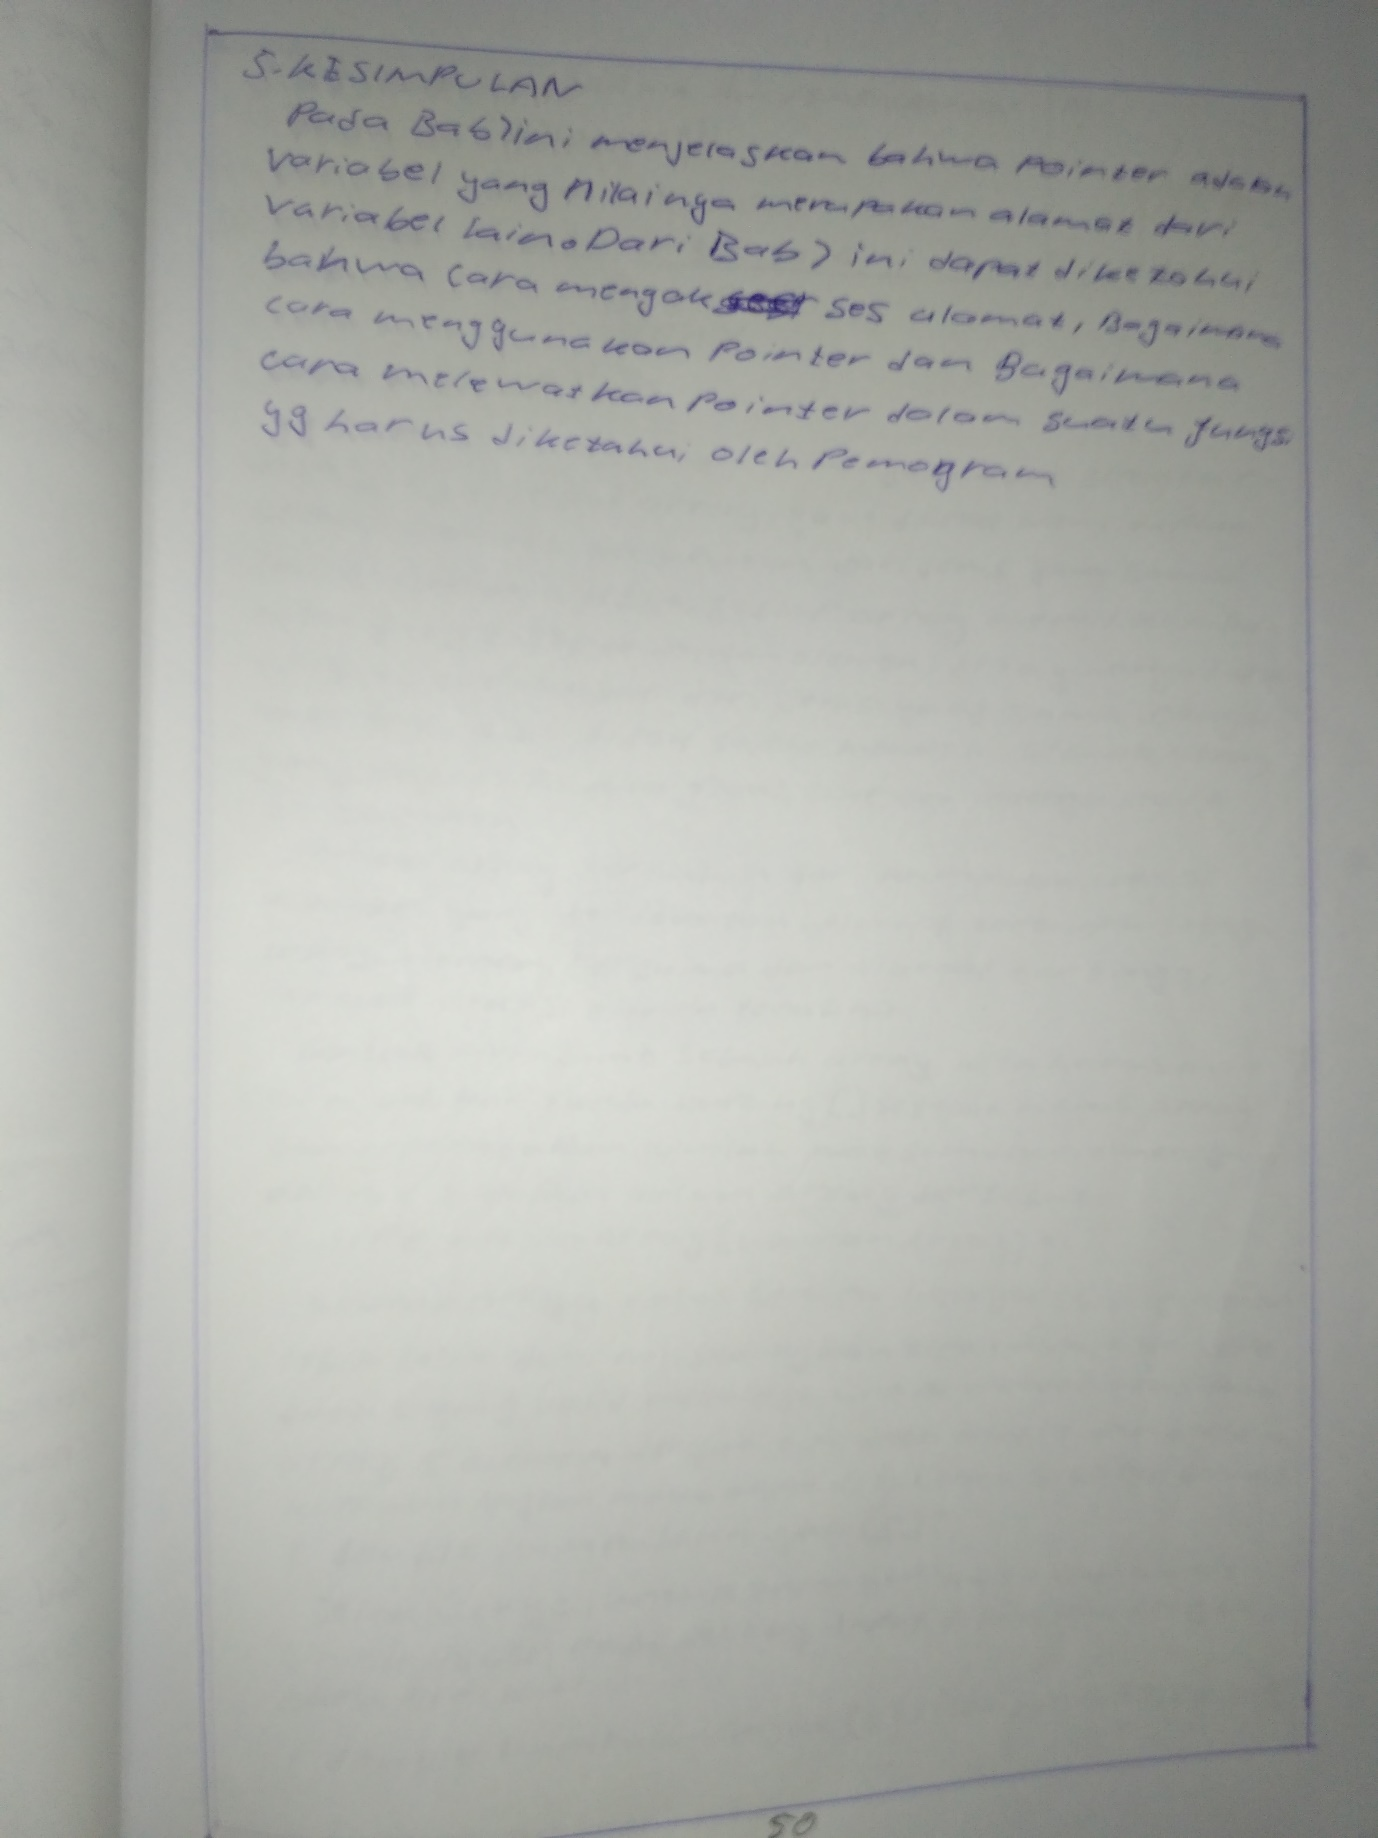 5. KESIMPULAN
Pada Bab 7 ini menjelaskan bahwa Pointer adalah
variabel yang nilainya merupakan alamat dari
variabel lain. Dari Bab 7 ini dapat diketahui
bahwa cara mengak ses alamat, Bagaimana
cara menggunakan Pointer dan Bagaimana
cara melewatkan Pointer dalam suatu fungsi
yg harus diketahui oleh Pemogram
50